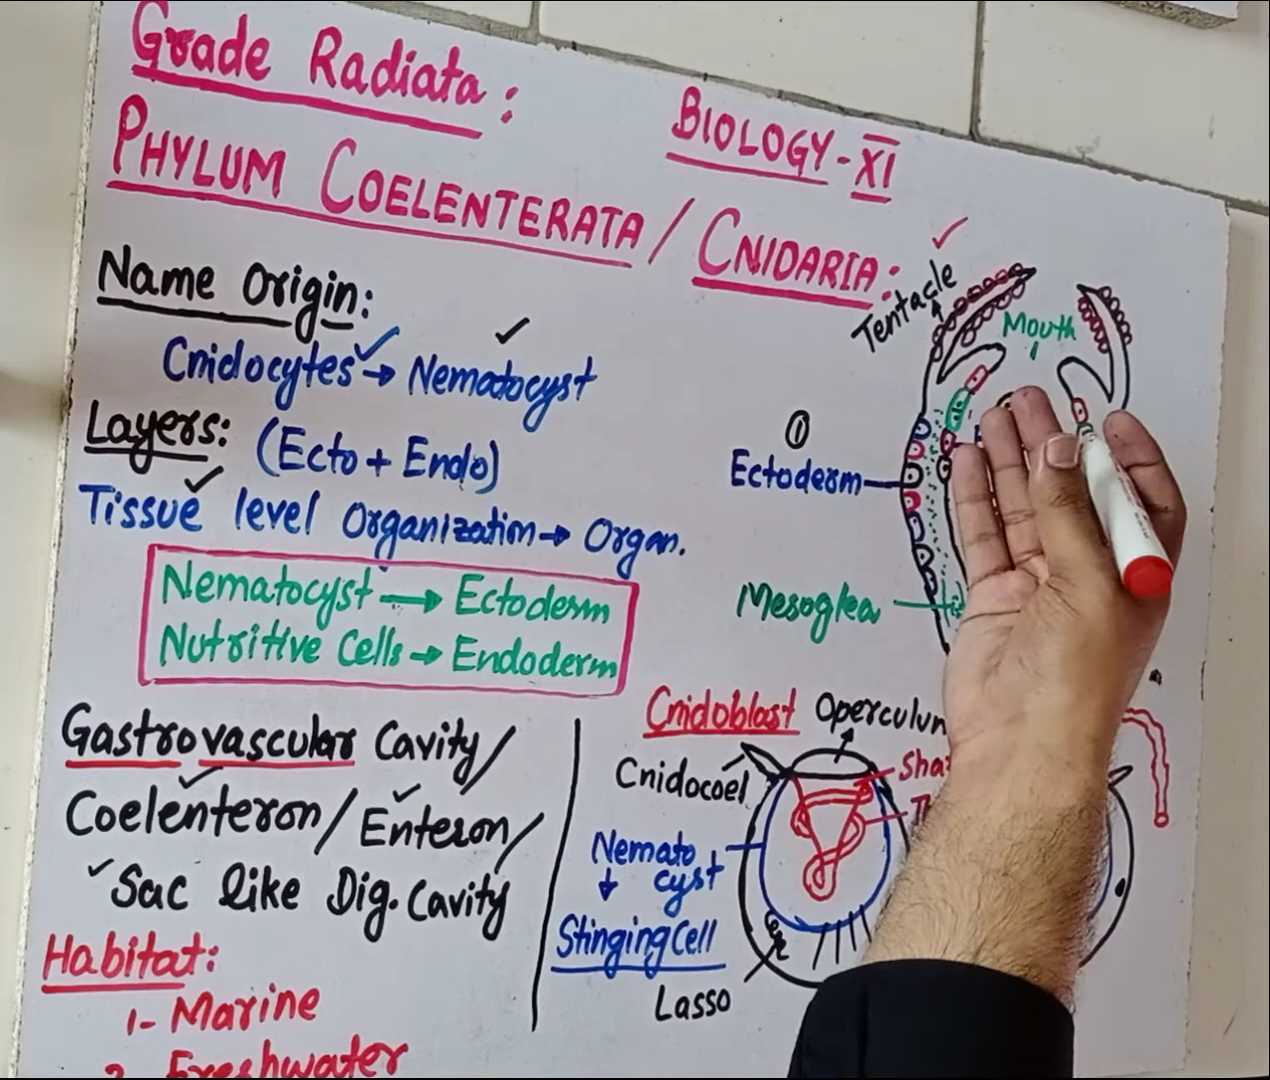 Grade Radiata:
BIOLOGY-XI
PHYLUM COELENTERATA / CNIDARIA:
Name Origin:
Cnidocytes → Nematocyst
Layers: (Ecto + Endo)
Tissue level Organization → Organ.
Nematocyst → Ectoderm
Nutritive Cells → Endoderm
Gastrovascular Cavity/
Coelenteron/Enteron/
Sac like Dig. Cavity
Habitat:
1- Marine
2- Freshwater
Tentacle
Mouth
Ectoderm
Mesoglea
Cnidoblast
Operculum
Cnidocoel
Nemato
cyst
Stinging Cell
Lasso